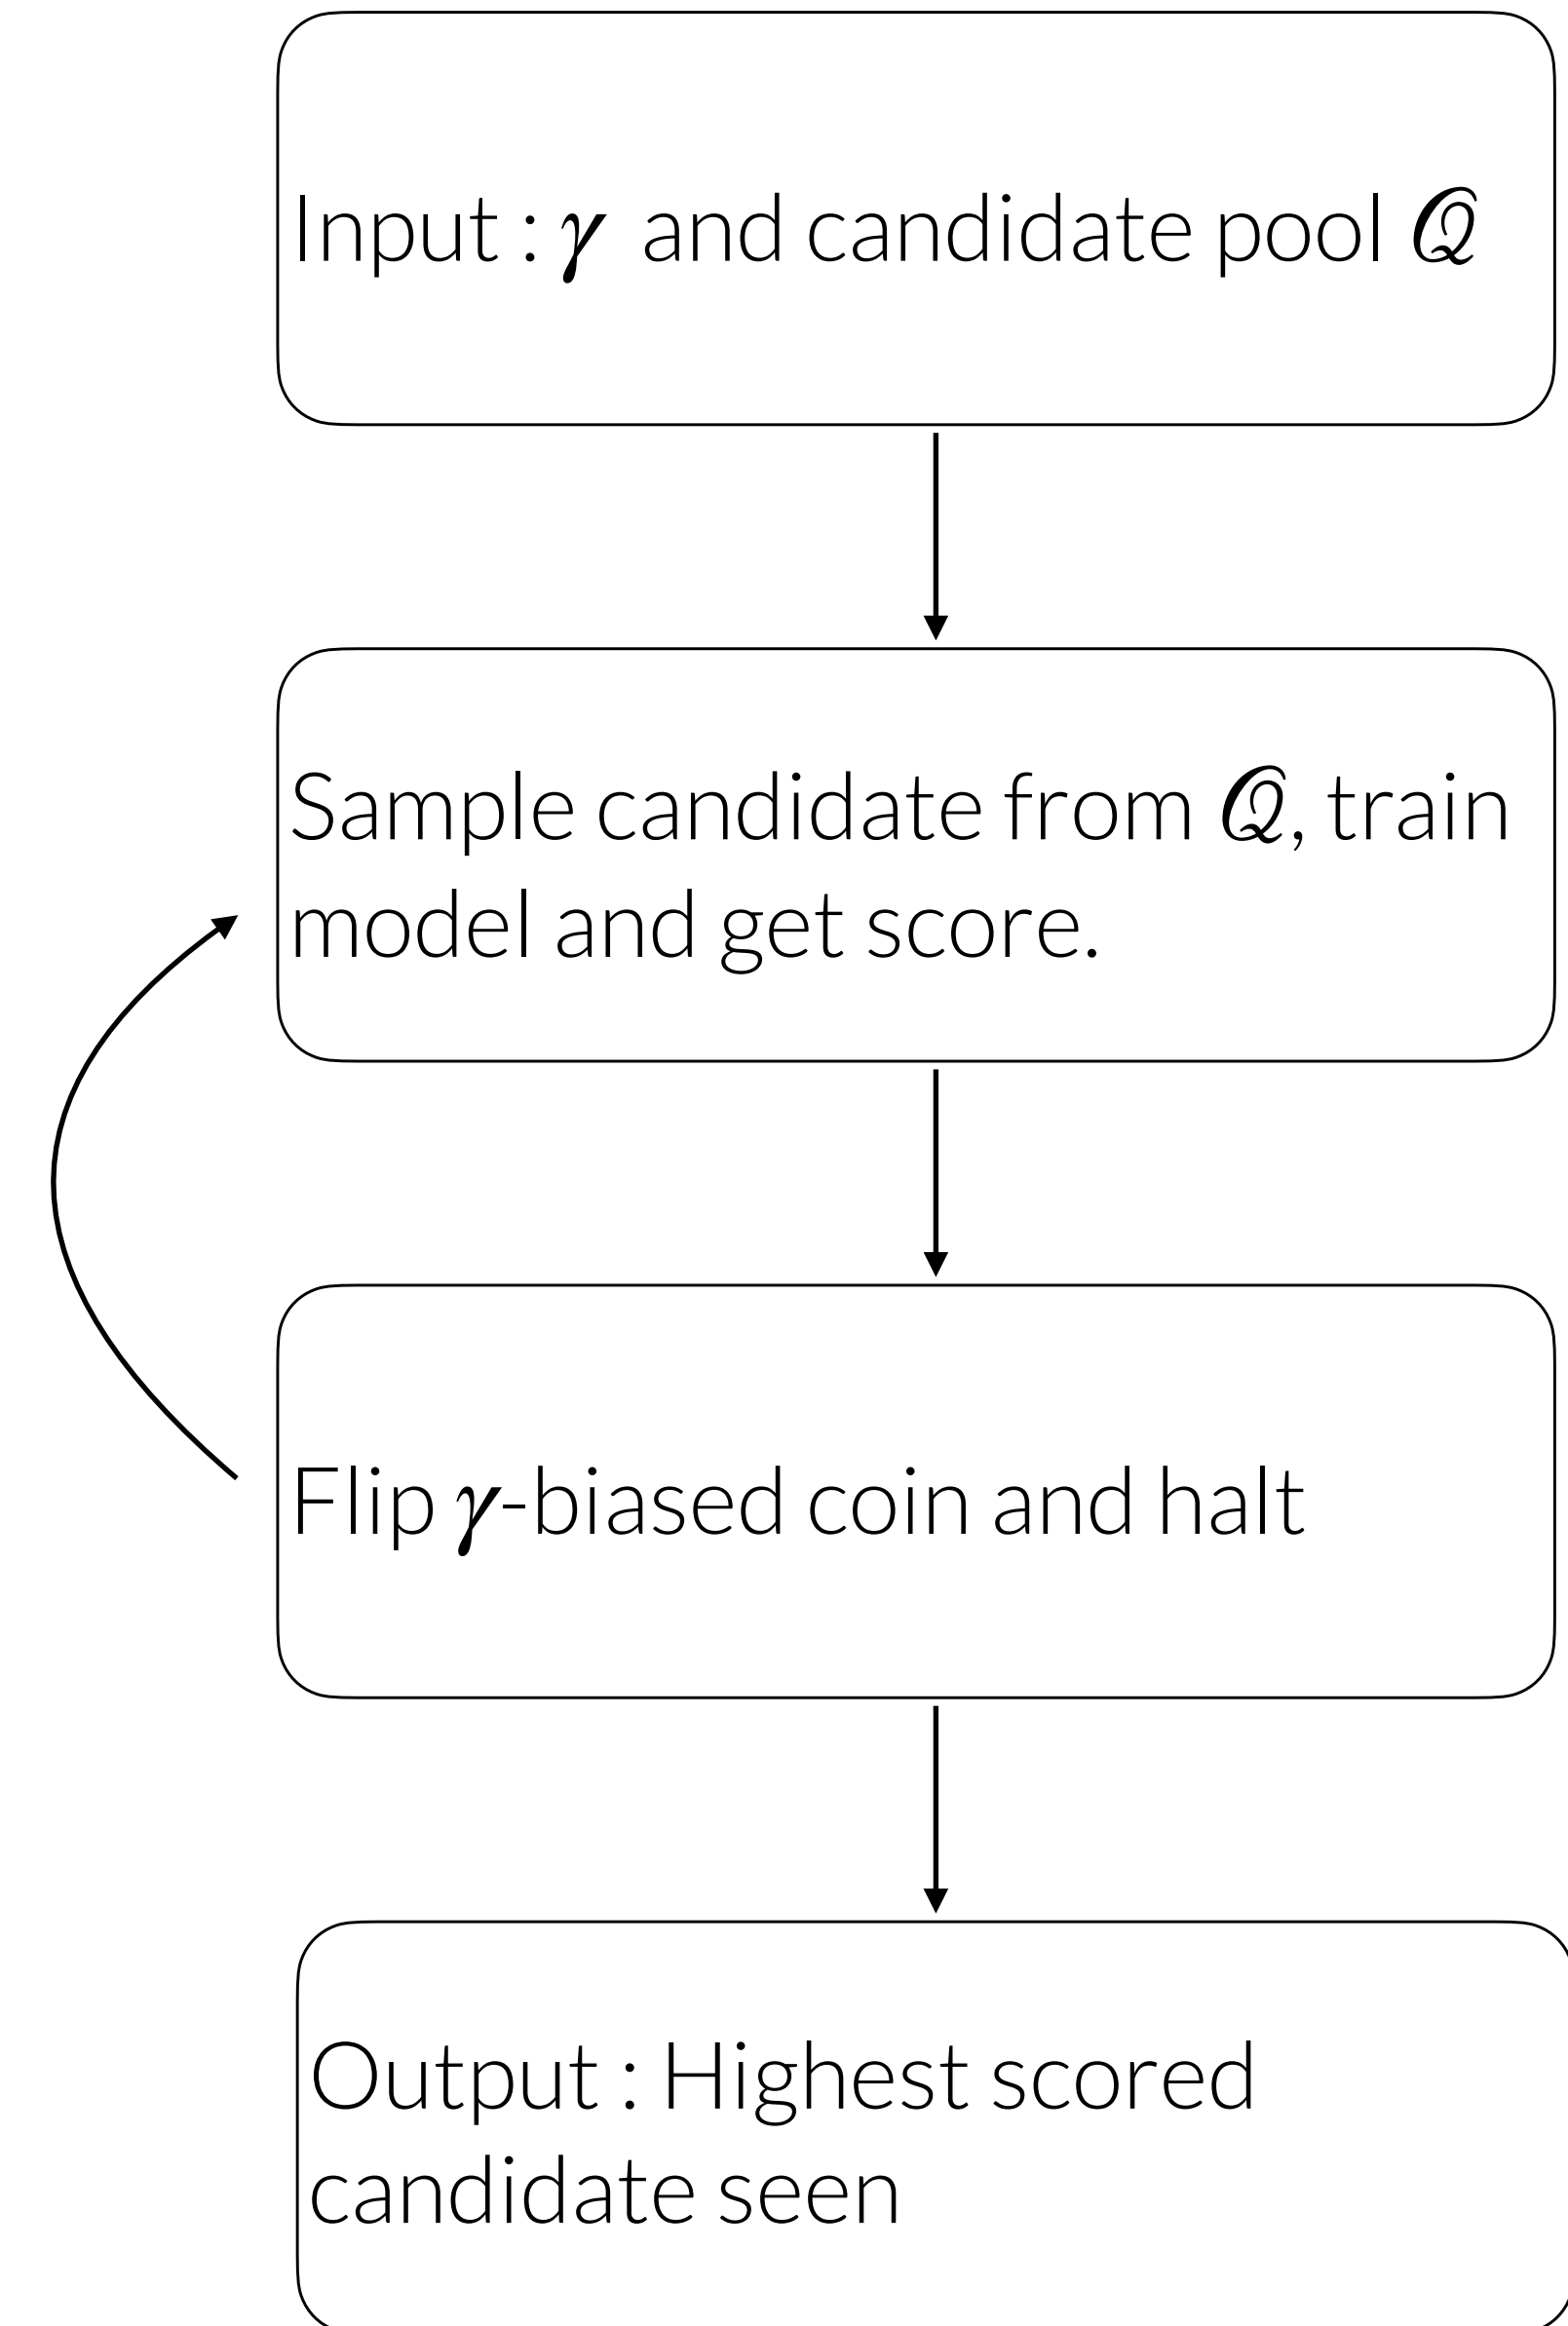 Input : γ and candidate pool 𝒬
Sample candidate from 𝒬, train
model and get score.
Flip γ-biased coin and halt
Output : Highest scored
candidate seen